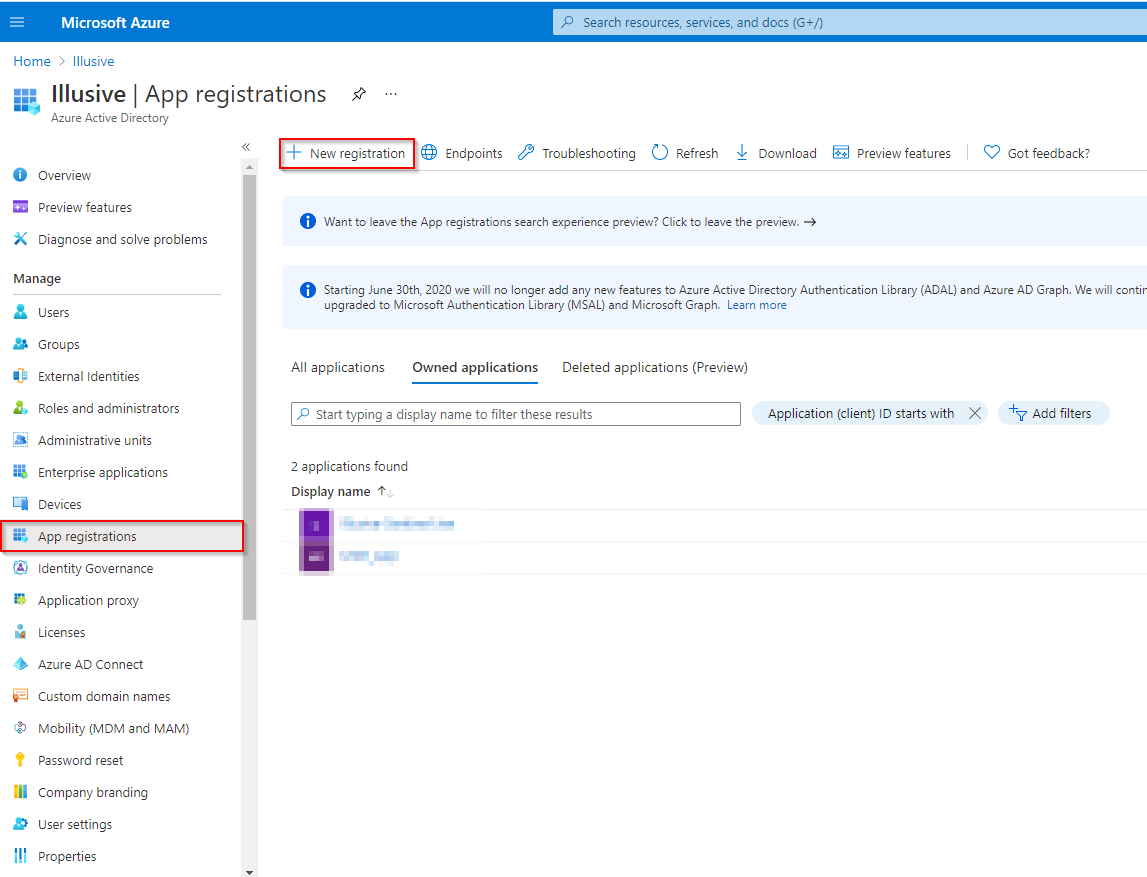 Microsoft Azure
Search resources, services, and docs (G+/)
Home > Illusive
Illusive | App registrations
Azure Active Directory
Overview
Preview features
Diagnose and solve problems
Manage
Users
Groups
External Identities
Roles and administrators
Administrative units
Enterprise applications
Devices
App registrations
Identity Governance
Application proxy
Licenses
Azure AD Connect
Custom domain names
Mobility (MDM and MAM)
Password reset
Company branding
User settings
Properties
New registration Endpoints Troubleshooting Refresh Download Preview features Got feedback?
Want to leave the App registrations search experience preview? Click to leave the preview. →
Starting June 30th, 2020 we will no longer add any new features to Azure Active Directory Authentication Library (ADAL) and Azure AD Graph. We will contin
upgraded to Microsoft Authentication Library (MSAL) and Microsoft Graph. Learn more
All applications Owned applications Deleted applications (Preview)
Start typing a display name to filter these results Application (client) ID starts with Add filters
2 applications found
Display name ↑↓